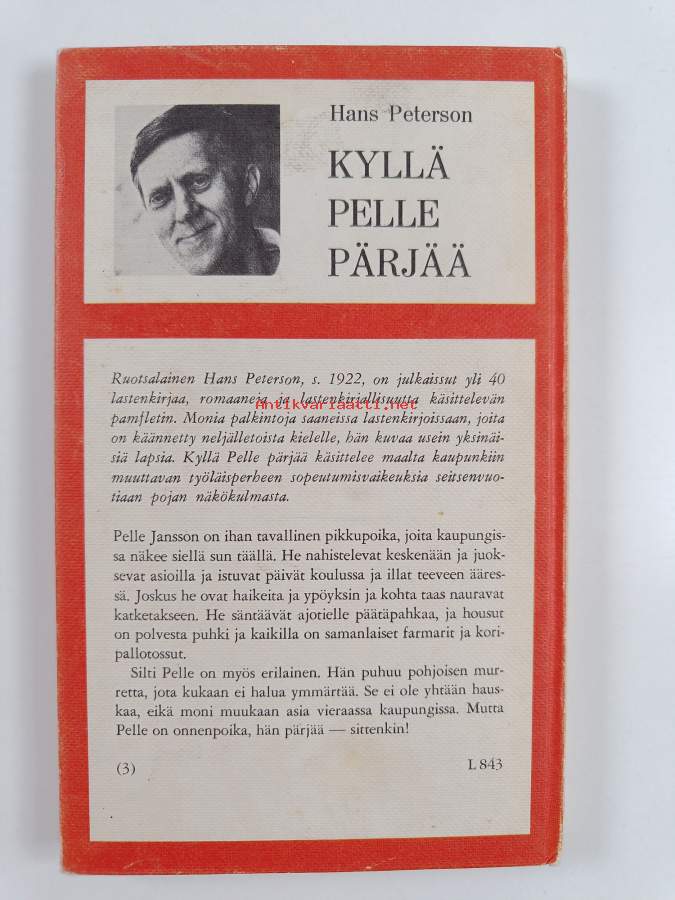 Hans Peterson
KYLLÄ
PELLE
PÄRJÄÄ
Ruotsalainen Hans Peterson, s. 1922, on julkaissut yli 40
lastenkirjaa, romaaneja ja lastenkirjallisuutta käsittelevän
Antikvariaatti.net
pamfletin. Monia palkintoja saaneissa lastenkirjoissaan, joita
on käännetty neljälletoista kielelle, hän kuvaa usein yksinäi-
siä lapsia. Kyllä Pelle pärjää käsittelee maalta kaupunkiin
muuttavan työläisperheen sopeutumisvaikeuksia seitsenvuo-
tiaan pojan näkökulmasta.
Pelle Jansson on ihan tavallinen pikkupoika, joita kaupungis-
sa näkee siellä sun täällä. He nahistelevat keskenään ja juok-
sevat asioilla ja istuvat päivät koulussa ja illat teeveen ääres-
sä. Joskus he ovat haikeita ja ypöyksin ja kohta taas nauravat
katketakseen. He säntäävät ajotielle päätäpahkaa, ja housut
on polvesta puhki ja kaikilla on samanlaiset farmarit ja kori-
pallotossut.
Silti Pelle on myös erilainen. Hän puhuu pohjoisen mur-
retta, jota kukaan ei halua ymmärtää. Se ei ole yhtään haus-
kaa, eikä moni muukaan asia vieraassa kaupungissa. Mutta
Pelle on onnenpoika, hän pärjää — sittenkin!
(3)
L 843